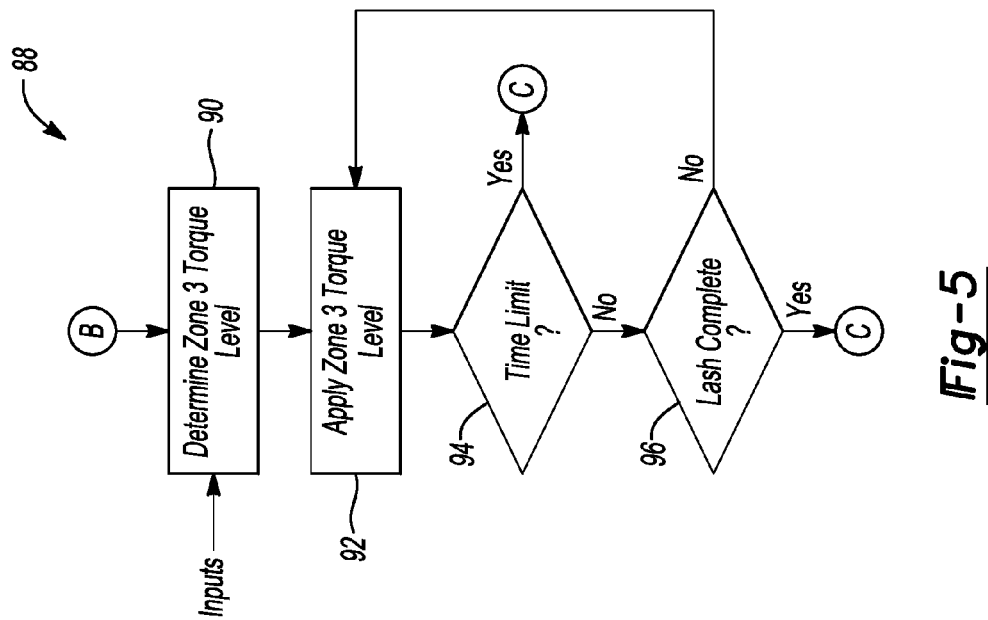 88
B
Inputs
Determine Zone 3 Torque
Level
90
Apply Zone 3 Torque
Level
92
Time Limit
?
94
Yes
C
No
Lash Complete
?
96
No
Yes
C
Fig-5